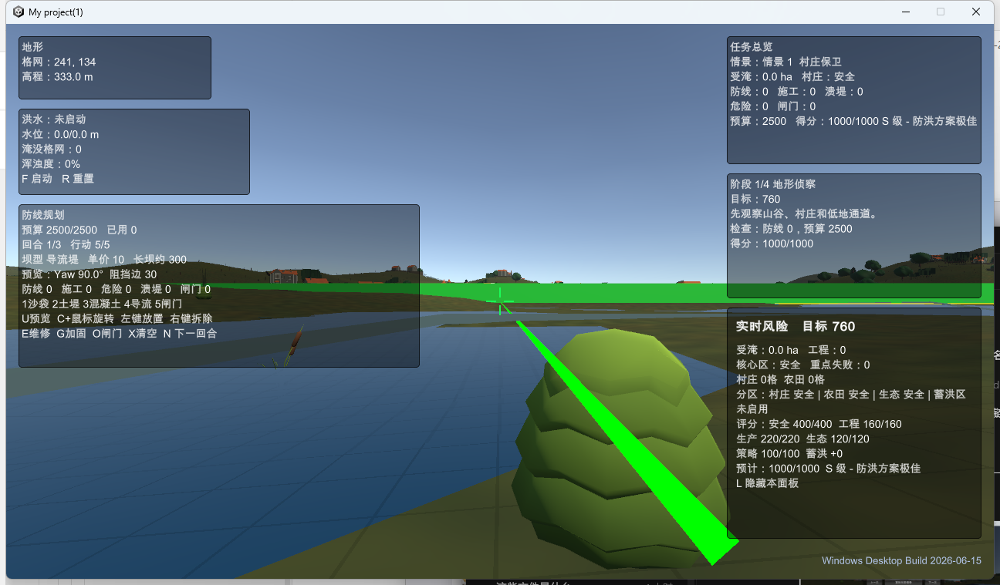 My project(1)
地形
格网：241, 134
高程：333.0 m
洪水：未启动
水位：0.0/0.0 m
淹没格网：0
浑浊度：0%
F 启动 R 重置
防线规划
预算 2500/2500 已用 0
回合 1/3 行动 5/5
坝型 导流堤 单价 10 长坝约 300
预览：Yaw 90.0° 阻挡边 30
防线 0 施工 0 危险 0 溃堤 0 闸门 0
1沙袋 2土堤 3混凝土 4导流 5闸门
U预览 C+鼠标旋转 左键放置 右键拆除
E维修 G加固 O闸门 X清空 N 下一回合
任务总览
情景：情景 1 村庄保卫
受淹：0.0 ha 村庄：安全
防线：0 施工：0 溃堤：0
危险：0 闸门：0
预算：2500 得分：1000/1000 S 级 - 防洪方案极佳
阶段 1/4 地形侦察
目标：760
先观察山谷、村庄和低地通道。
检查：防线 0，预算 2500
得分：1000/1000
实时风险 目标 760
受淹：0.0 ha 工程：0
核心区：安全 重点失败：0
村庄 0格 农田 0格
分区：村庄 安全 | 农田 安全 | 生态 安全 | 蓄洪区
未启用
评分：安全 400/400 工程 160/160
生产 220/220 生态 120/120
策略 100/100 蓄洪 +0
预计：1000/1000 S 级 - 防洪方案极佳
L 隐藏本面板
Windows Desktop Build 2026-06-15